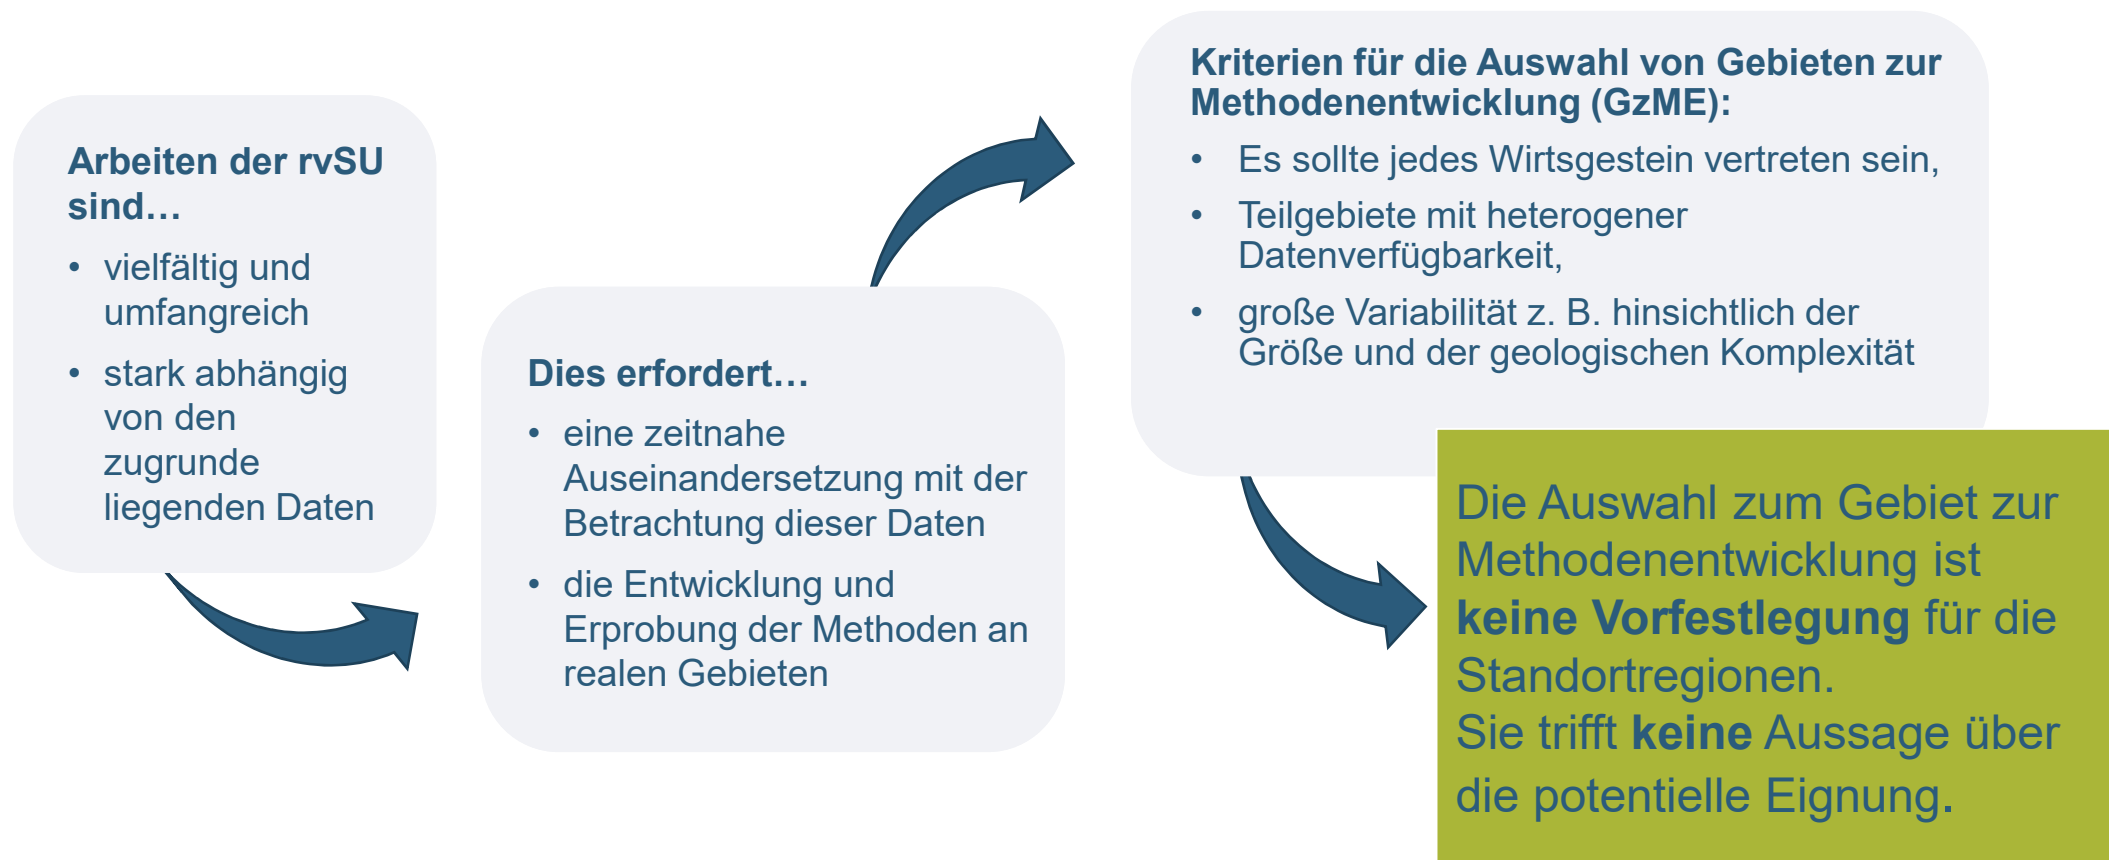 Arbeiten der rvSU
sind…
• vielfältig und
umfangreich
• stark abhängig
von den
zugrunde
liegenden Daten
Dies erfordert…
• eine zeitnahe
Auseinandersetzung mit der
Betrachtung dieser Daten
• die Entwicklung und
Erprobung der Methoden an
realen Gebieten
Kriterien für die Auswahl von Gebieten zur
Methodenentwicklung (GzME):
• Es sollte jedes Wirtsgestein vertreten sein,
• Teilgebiete mit heterogener
Datenverfügbarkeit,
• große Variabilität z. B. hinsichtlich der
Größe und der geologischen Komplexität
Die Auswahl zum Gebiet zur
Methodenentwicklung ist
keine Vorfestlegung für die
Standortregionen.
Sie trifft keine Aussage über
die potentielle Eignung.